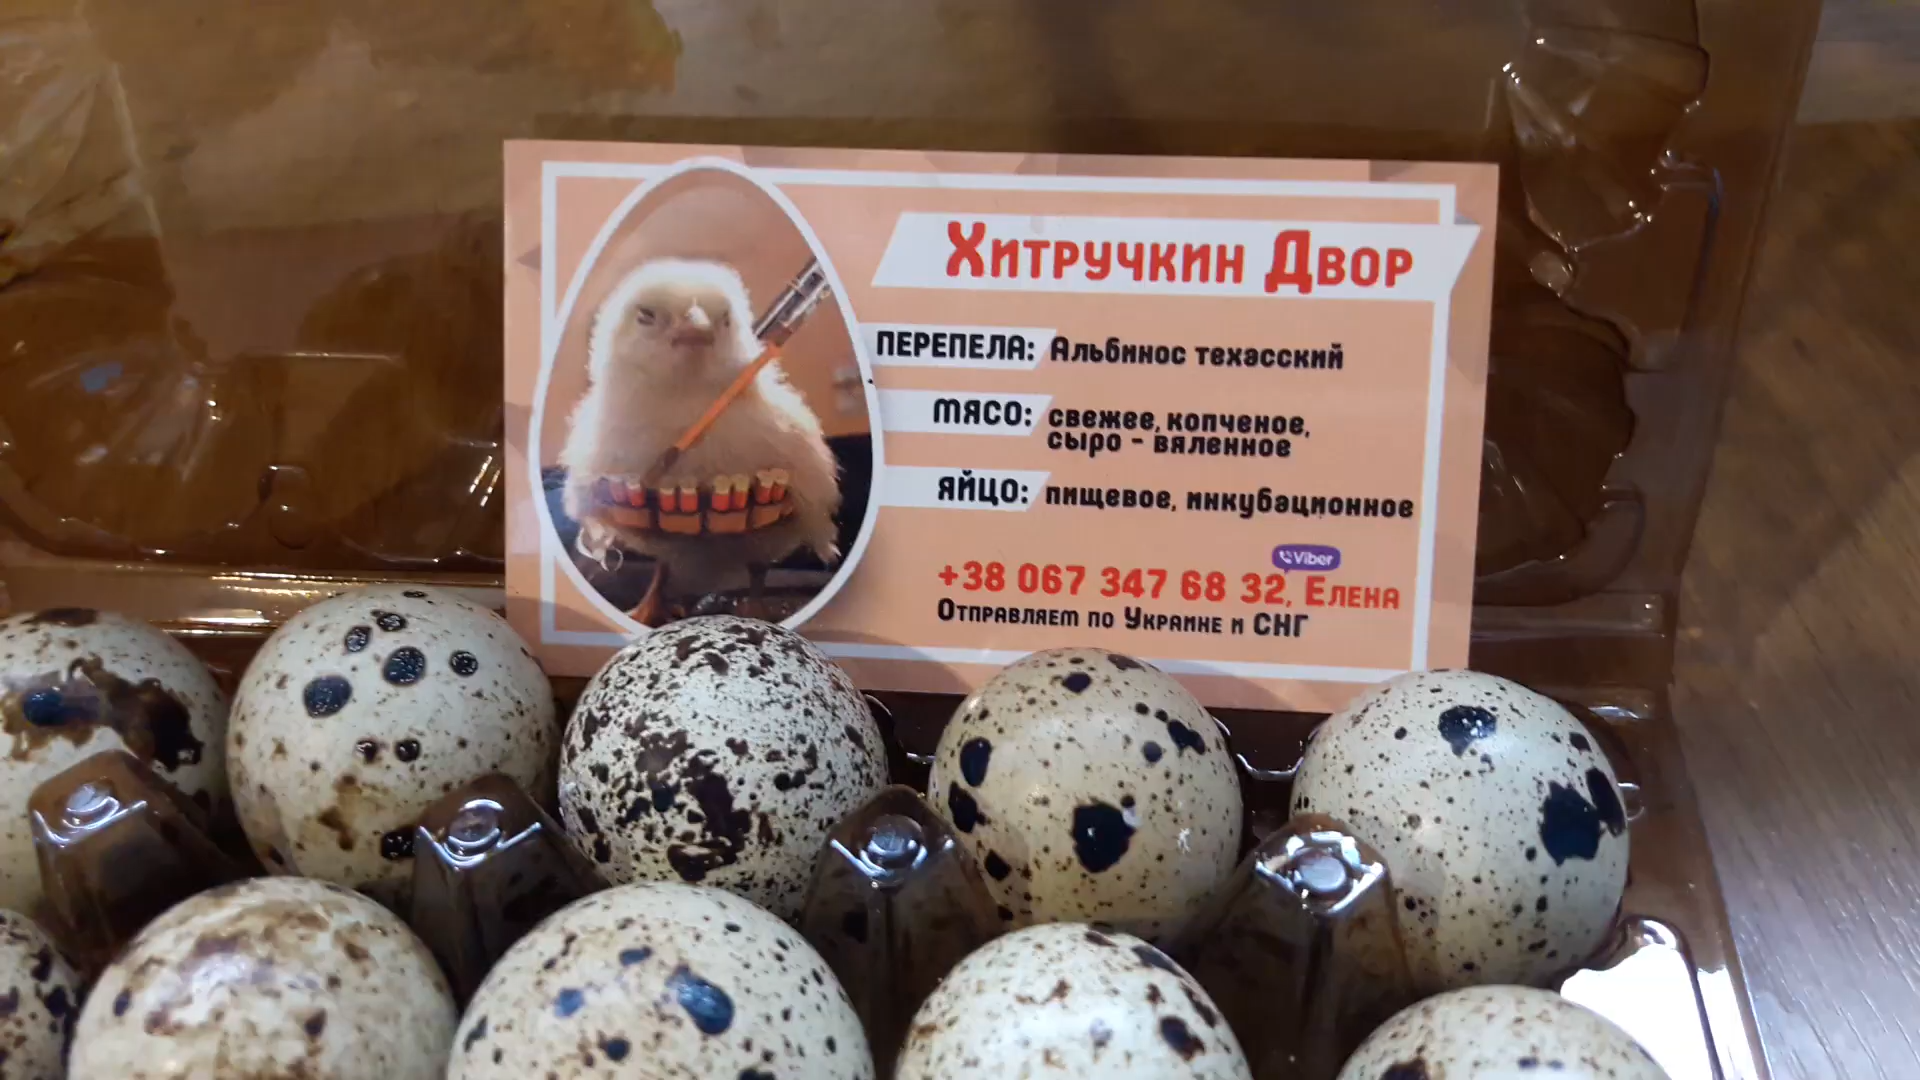 Хитручкин Двор
ПЕРЕПЕЛА: Альбинос техасский
МЯСО: свежее, копченое,
сыро - вяленное
ЯЙЦО: пищевое, инкубационное
Viber
+38 067 347 68 32, Елена
Отправляем по Украине и СНГ